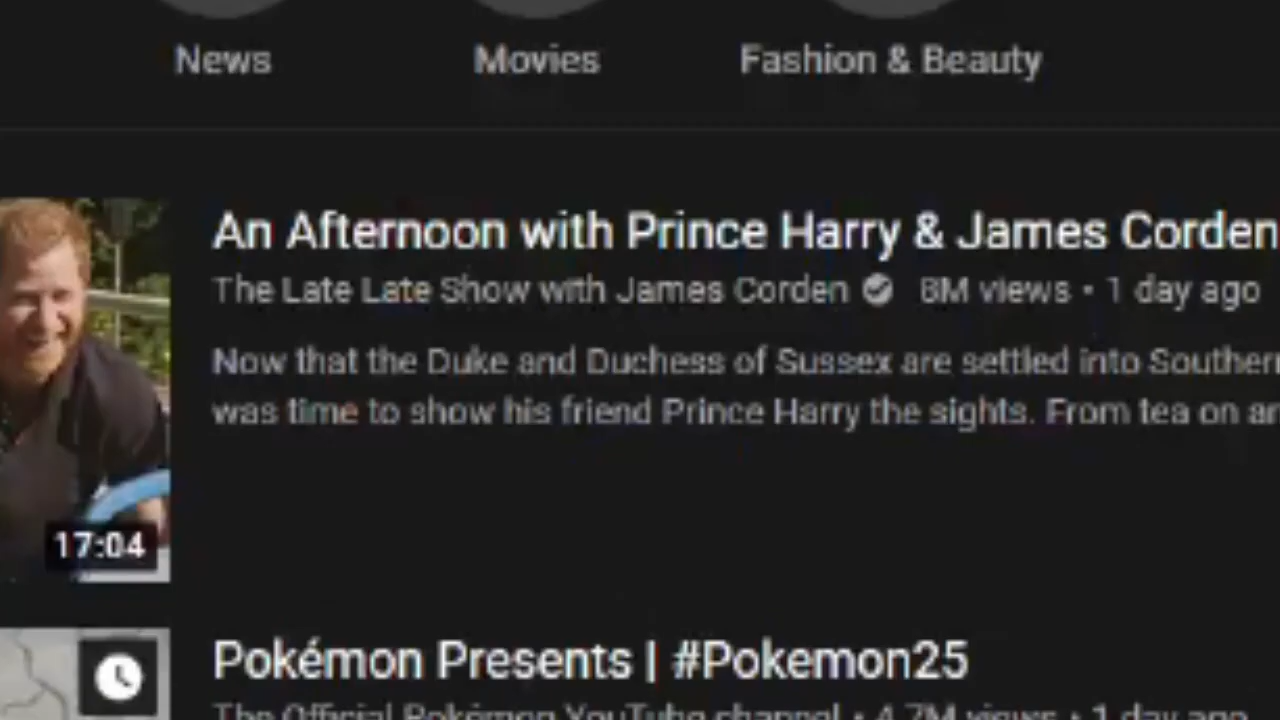 News
Movies
Fashion & Beauty
An Afternoon with Prince Harry & James Corden
The Late Late Show with James Corden 8M views • 1 day ago
Now that the Duke and Duchess of Sussex are settled into Southern
was time to show his friend Prince Harry the sights. From tea on an
17:04
Pokémon Presents | #Pokemon25
The Official Pokémon YouTube channel • 4.7M views • 1 day ago